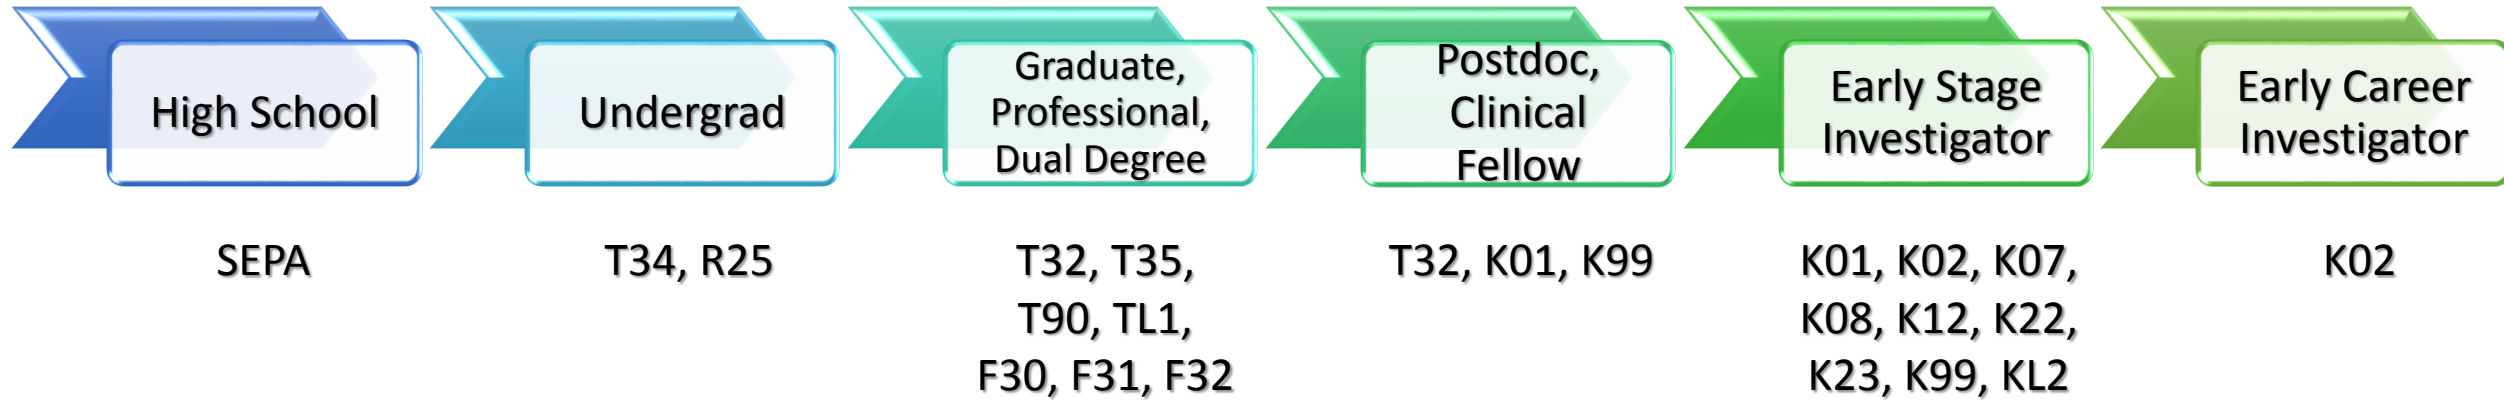 High School
Undergrad
Graduate,
Professional,
Dual Degree
Postdoc,
Clinical
Fellow
Early Stage
Investigator
Early Career
Investigator
SEPA
T34, R25
T32, T35,
T90, TL1,
F30, F31, F32
T32, K01, K99
K01, K02, K07,
K08, K12, K22,
K23, K99, KL2
K02